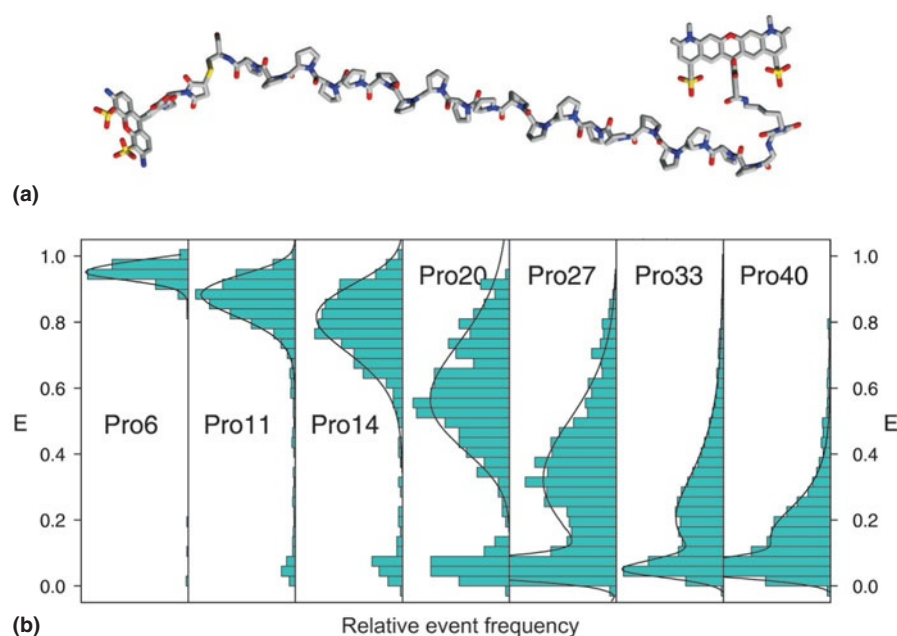 (a)
1.0 1.0
Pro20 Pro27 Pro33 Pro40
0.8 0.8
0.6 0.6
E Pro6 Pro11 Pro14 E
0.4 0.4
0.2 0.2
0.0 0.0
(b) Relative event frequency